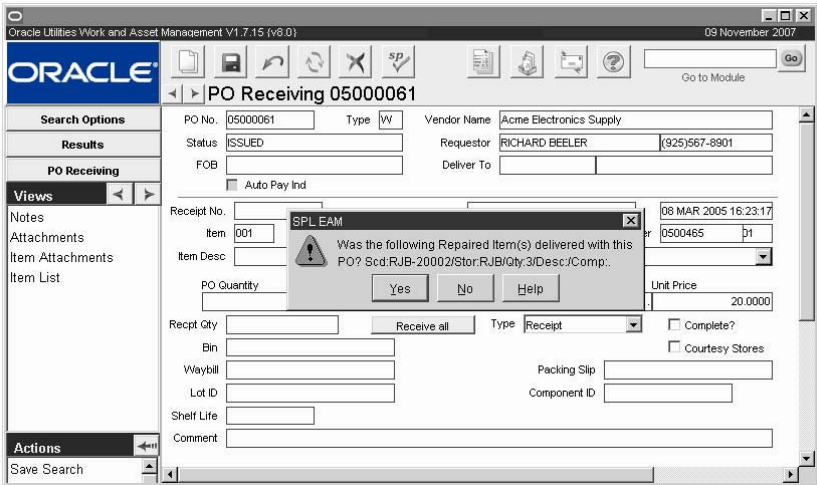 Oracle Utilities Work and Asset Management V1.7.15 {v8.0} 09 November 2007
ORACLE
sp
Go
Go to Module
PO Receiving 05000061
Search Options
Results
PO Receiving
Views
Notes
Attachments
Item Attachments
Item List
Actions
Save Search
PO No. 05000061 Type W Vendor Name Acme Electronics Supply
Status ISSUED Requestor RICHARD BEELER (925)567-8901
FOB Deliver To
Auto Pay Ind
Receipt No. 08 MAR 2005 16:23:17
Item 001 0500465 01
Item Desc
SPL EAM X
Was the following Repaired Item(s) delivered with this
PO? Scd:RJB-20002/Stor:RJB/Qty:3/Desc:/Comp:.
Yes No Help
PO Quantity Unit Price
20.0000
Recpt Qty Receive all Type Receipt Complete?
Bin Courtesy Stores
Waybill Packing Slip
Lot ID Component ID
Shelf Life
Comment